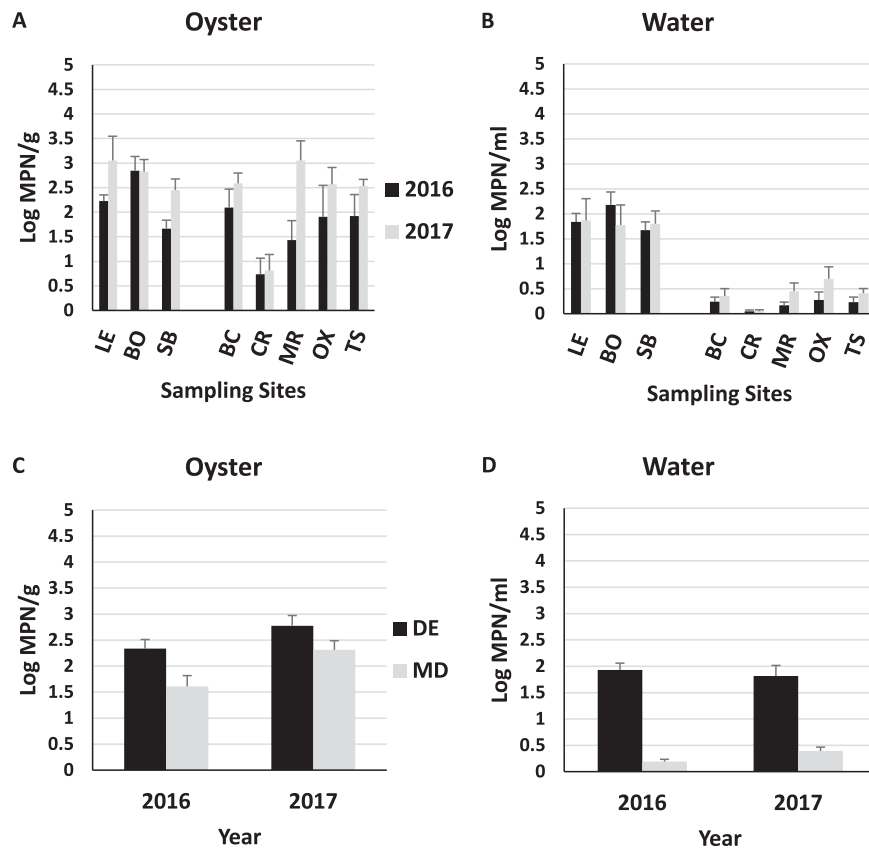 A
Oyster
Log MPN/g
5
4.5
4
3.5
3
2.5
2
1.5
1
0.5
0
LE BO SB BC CR MR OX TS
Sampling Sites
2016
2017
B
Water
Log MPN/ml
5
4.5
4
3.5
3
2.5
2
1.5
1
0.5
0
LE BO SB BC CR MR OX TS
Sampling Sites
C
Oyster
Log MPN/g
5
4.5
4
3.5
3
2.5
2
1.5
1
0.5
0
2016 2017
Year
DE
MD
D
Water
Log MPN/ml
5
4.5
4
3.5
3
2.5
2
1.5
1
0.5
0
2016 2017
Year